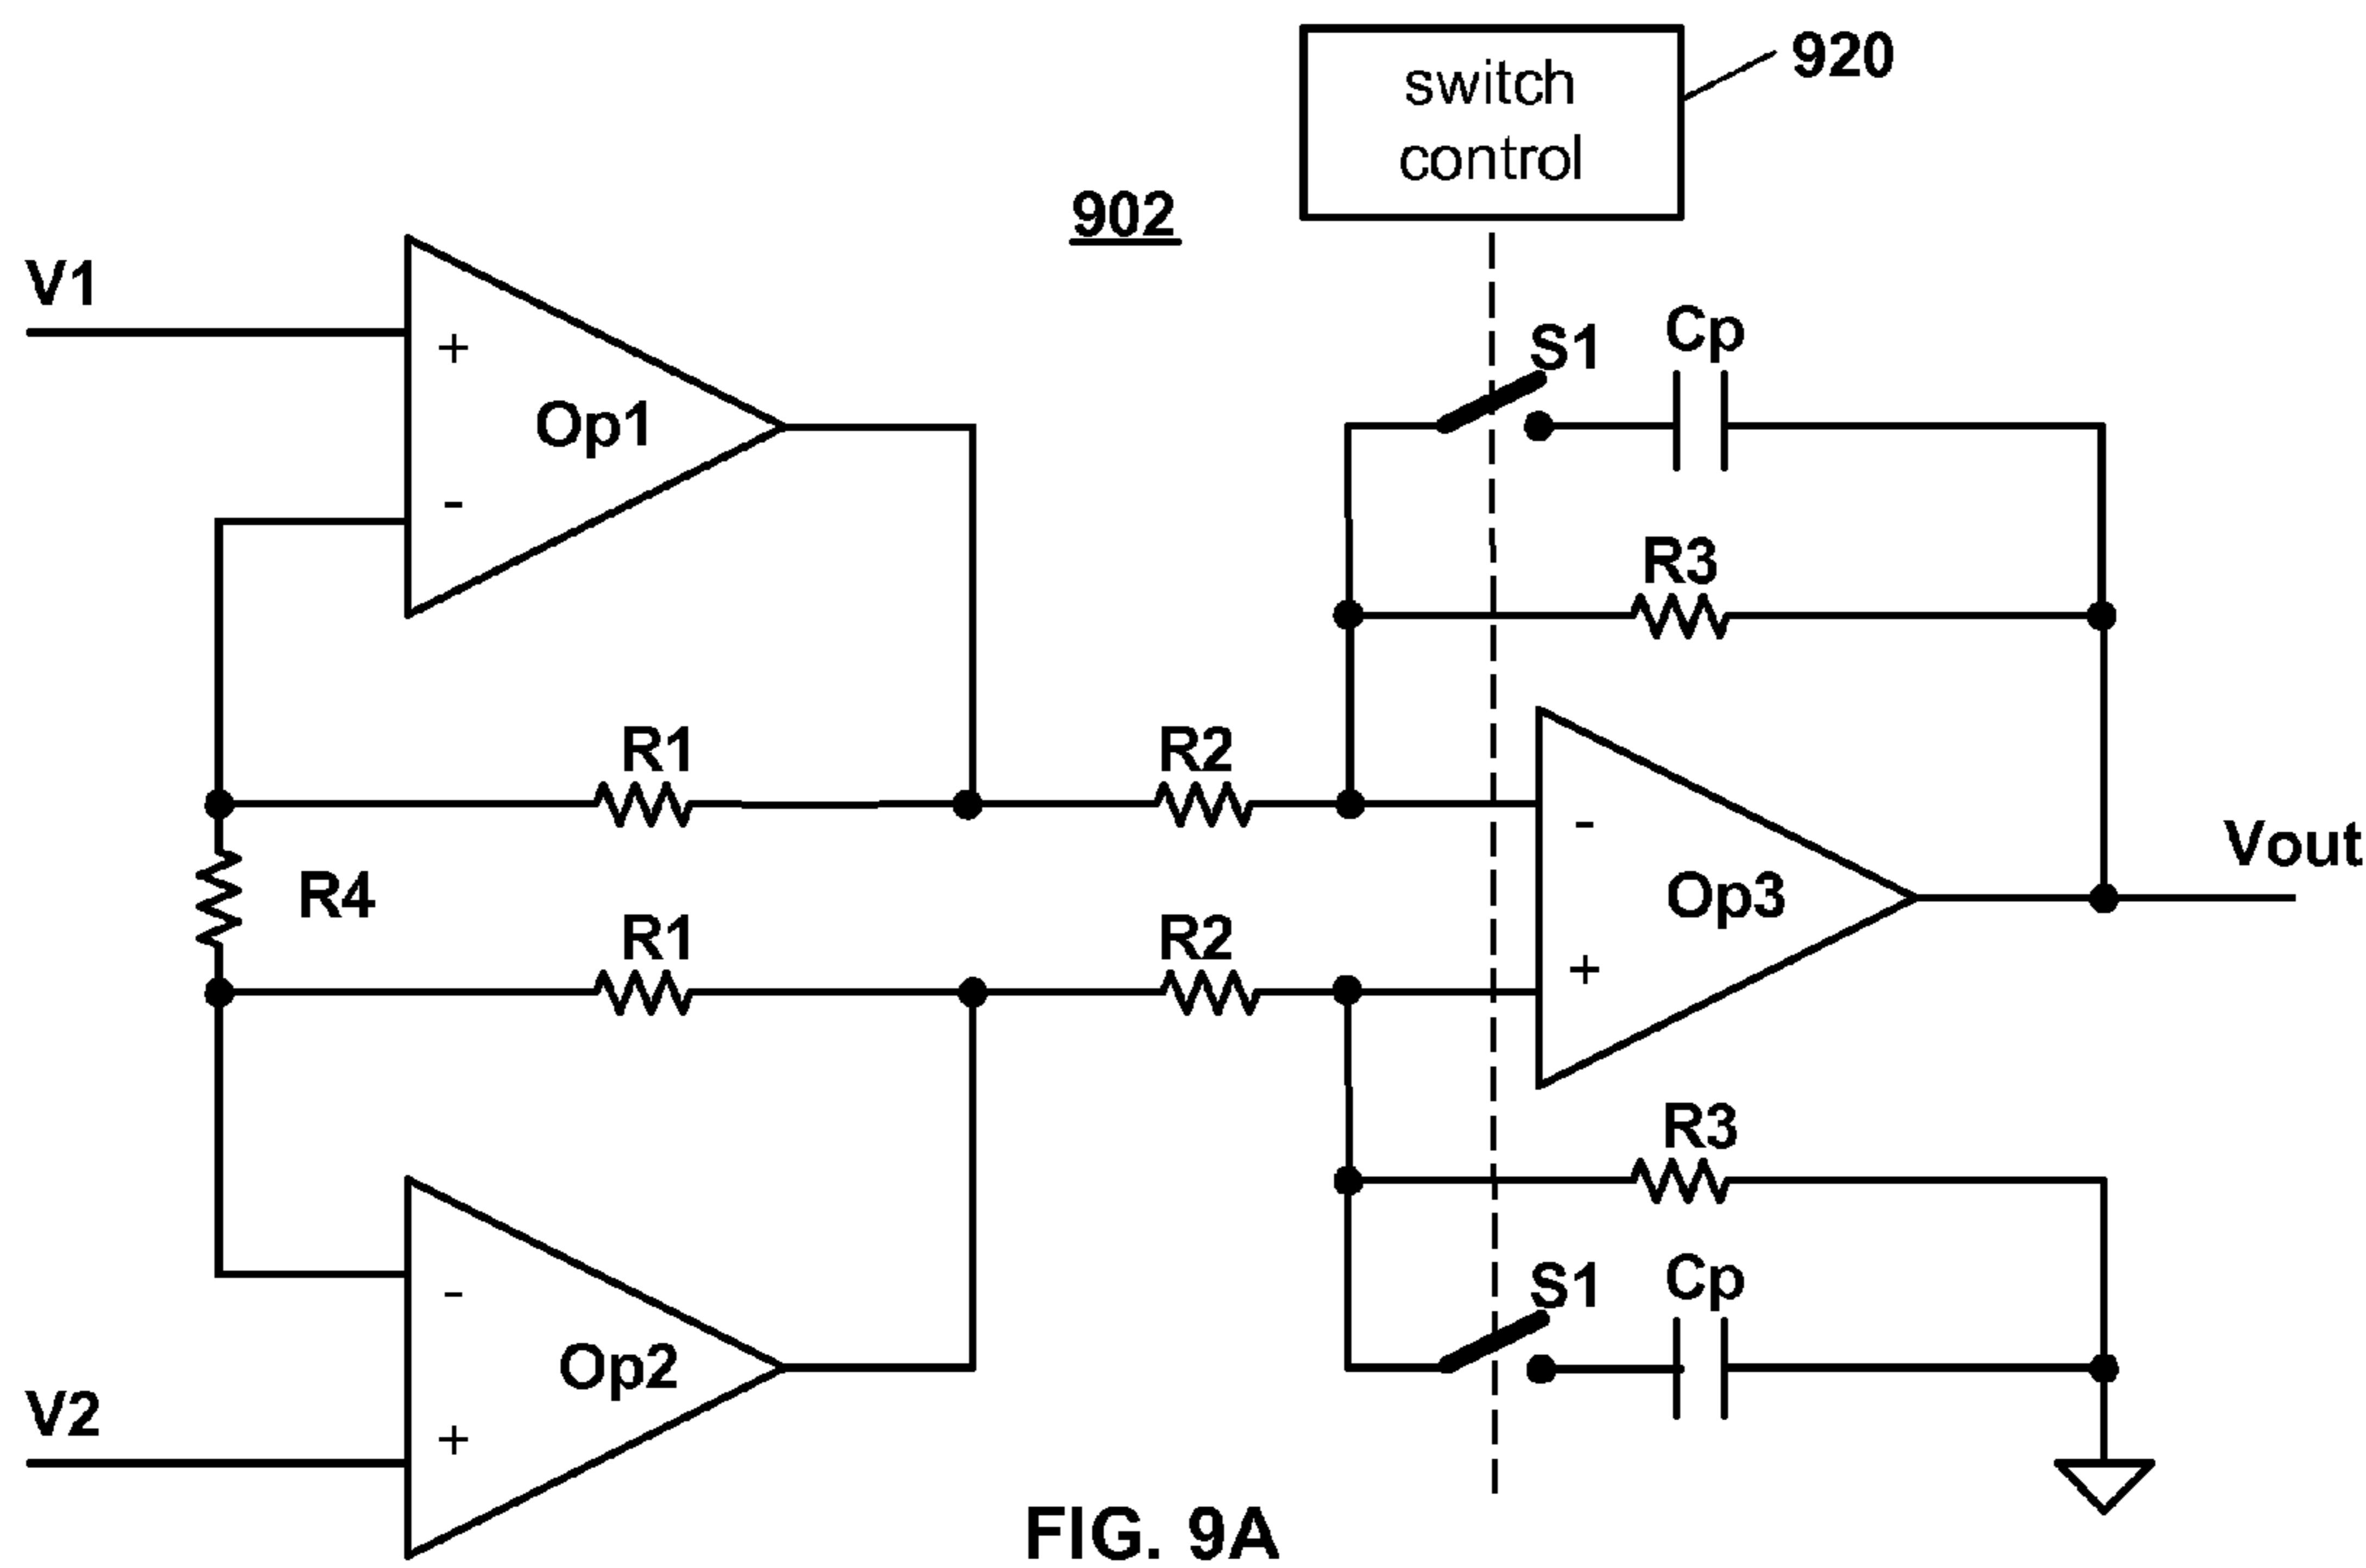 switch
control
920
902
V1
+
Op1
-
S1
Cp
R3
R1
R2
-
Vout
R4
Op3
R1
R2
+
R3
S1
Cp
-
Op2
V2
+
FIG. 9A